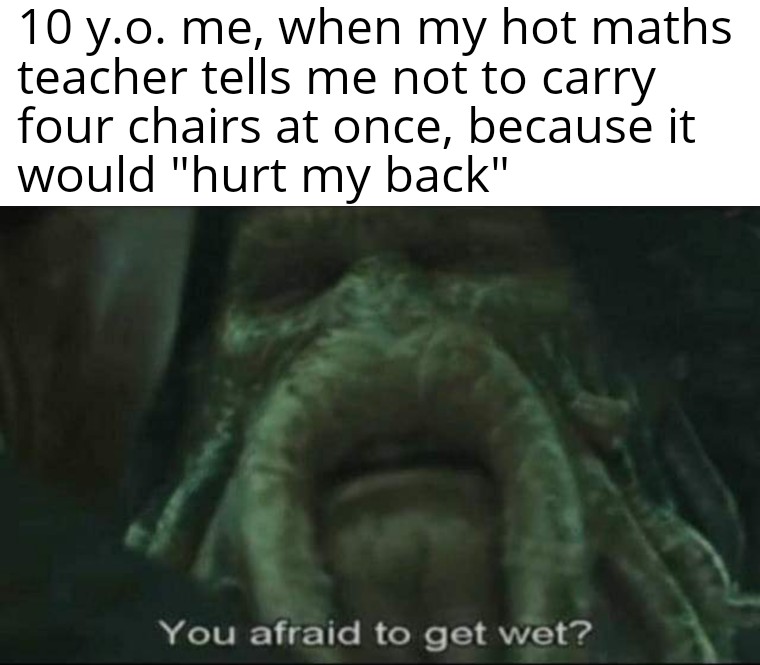 10 y.o. me, when my hot maths
teacher tells me not to carry
four chairs at once, because it
would "hurt my back"
You afraid to get wet?